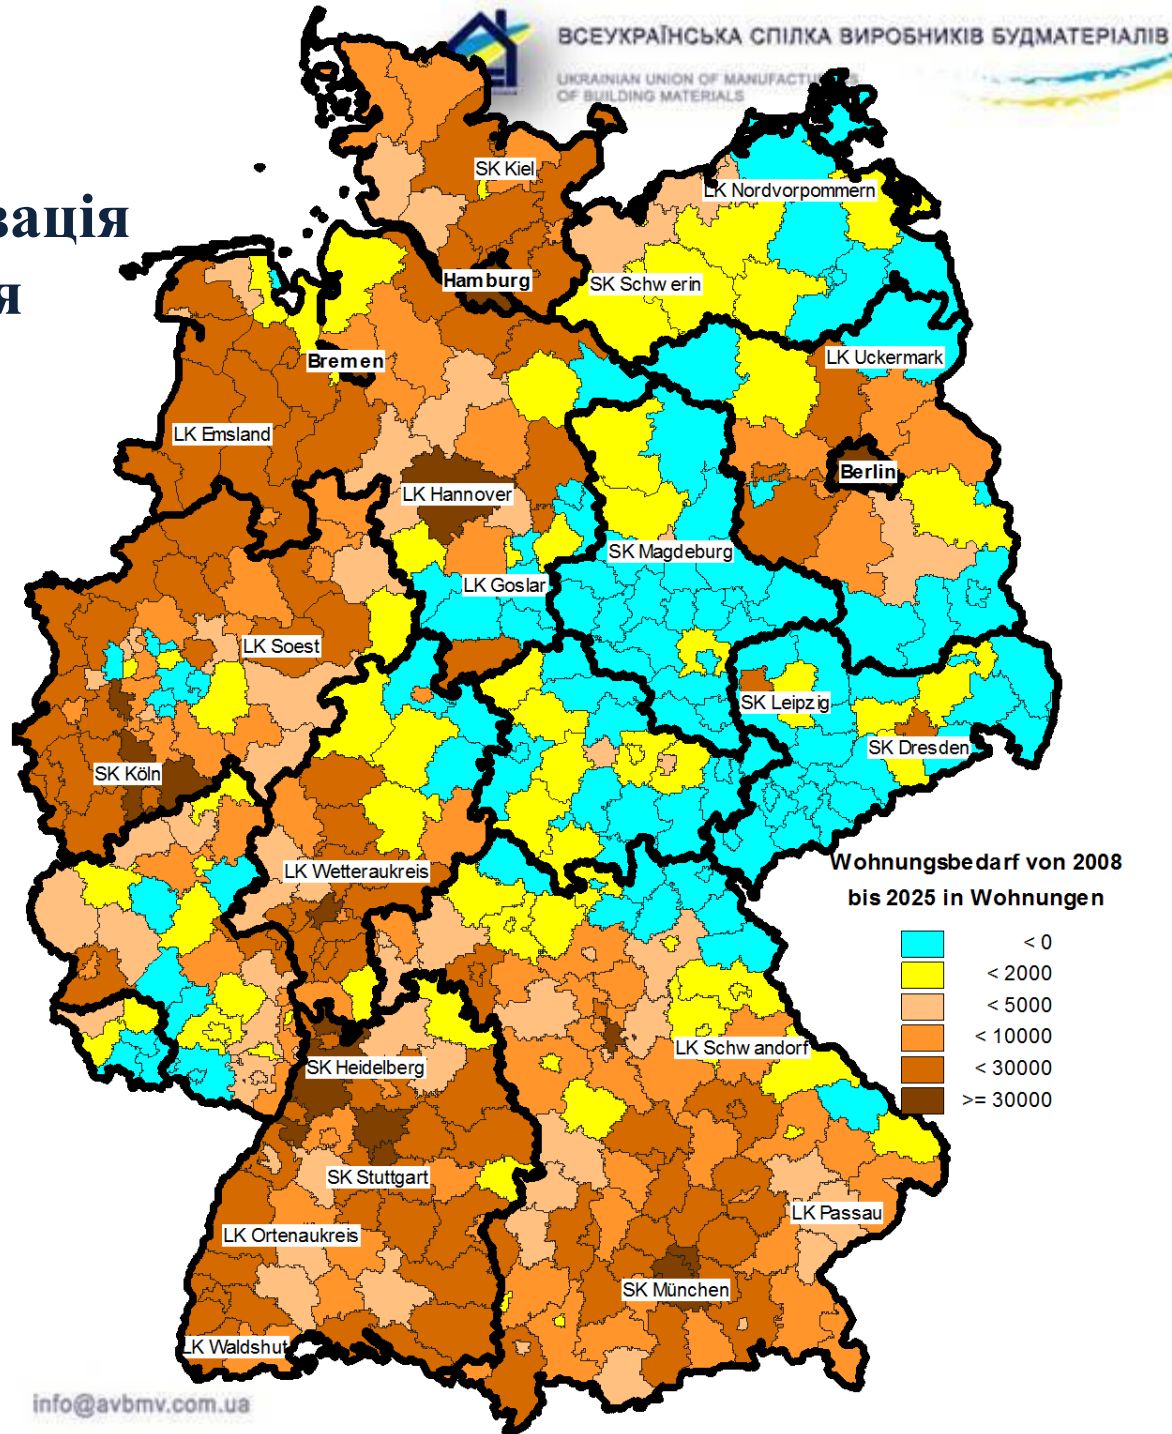 ВСЕУКРАЇНСЬКА СПІЛКА ВИРОБНИКІВ БУДМАТЕРІАЛІВ
UKRAINIAN UNION OF
OF BUILDING MATERIALS
SK Kiel
LK Nordvorpommern
Hamburg
SK Schwerin
Bremen
LK Uckermark
LK Emsland
Berlin
LK Hannover
SK Magdeburg
LK Goslar
LK Soest
SK Leipzig
SK Dresden
SK Köln
LK Wetteraukreis
Wohnungsbedarf von 2008
bis 2025 in Wohnungen
< 0
< 2000
< 5000
< 10000
< 30000
>= 30000
LK Schwandorf
SK Heidelberg
SK Stuttgart
LK Passau
LK Ortenaukreis
SK München
LK Waldshut
info@avbmv.com.ua